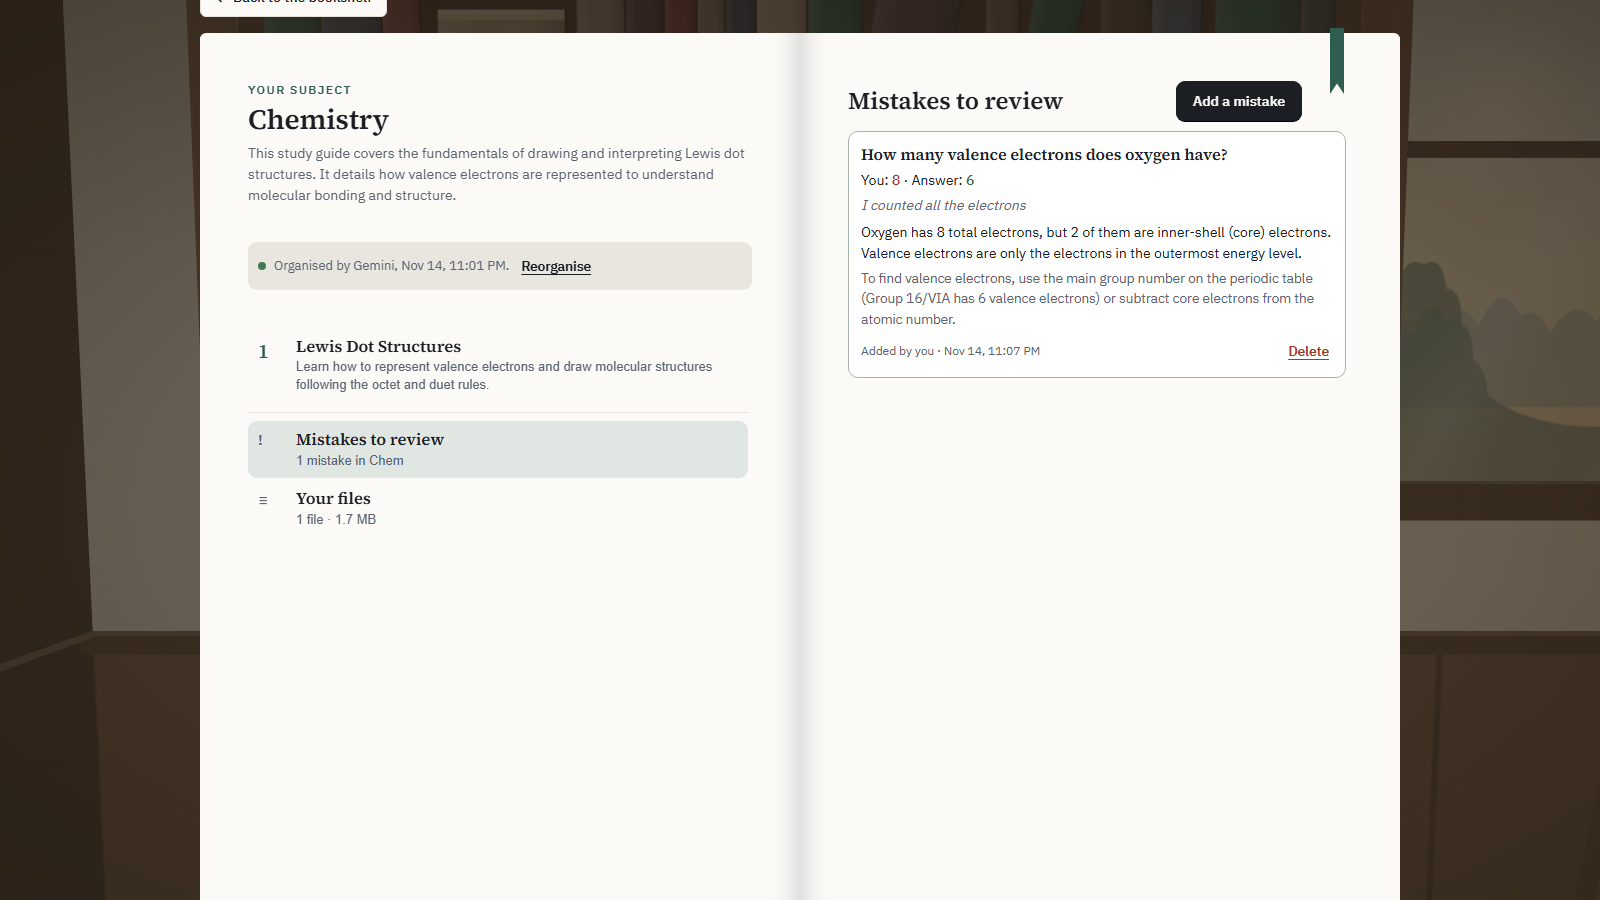 Back to the bookshelf
YOUR SUBJECT
Chemistry
This study guide covers the fundamentals of drawing and interpreting Lewis dot
structures. It details how valence electrons are represented to understand
molecular bonding and structure.
Organised by Gemini, Nov 14, 11:01 PM. Reorganise
1 Lewis Dot Structures
Learn how to represent valence electrons and draw molecular structures
following the octet and duet rules.
! Mistakes to review
1 mistake in Chem
Your files
1 file · 1.7 MB
Mistakes to review
Add a mistake
How many valence electrons does oxygen have?
You: 8 · Answer: 6
I counted all the electrons
Oxygen has 8 total electrons, but 2 of them are inner-shell (core) electrons.
Valence electrons are only the electrons in the outermost energy level.
To find valence electrons, use the main group number on the periodic table
(Group 16/VIA has 6 valence electrons) or subtract core electrons from the
atomic number.
Added by you · Nov 14, 11:07 PM
Delete